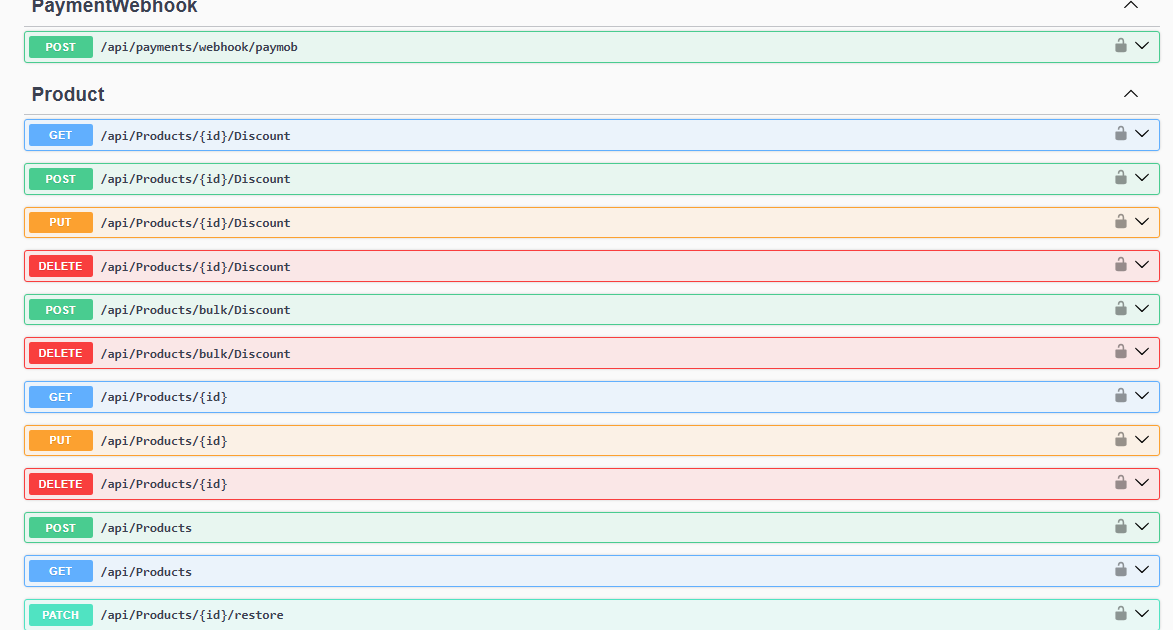 PaymentWebhook
POST /api/payments/webhook/paymob
Product
GET /api/Products/{id}/Discount
POST /api/Products/{id}/Discount
PUT /api/Products/{id}/Discount
DELETE /api/Products/{id}/Discount
POST /api/Products/bulk/Discount
DELETE /api/Products/bulk/Discount
GET /api/Products/{id}
PUT /api/Products/{id}
DELETE /api/Products/{id}
POST /api/Products
GET /api/Products
PATCH /api/Products/{id}/restore